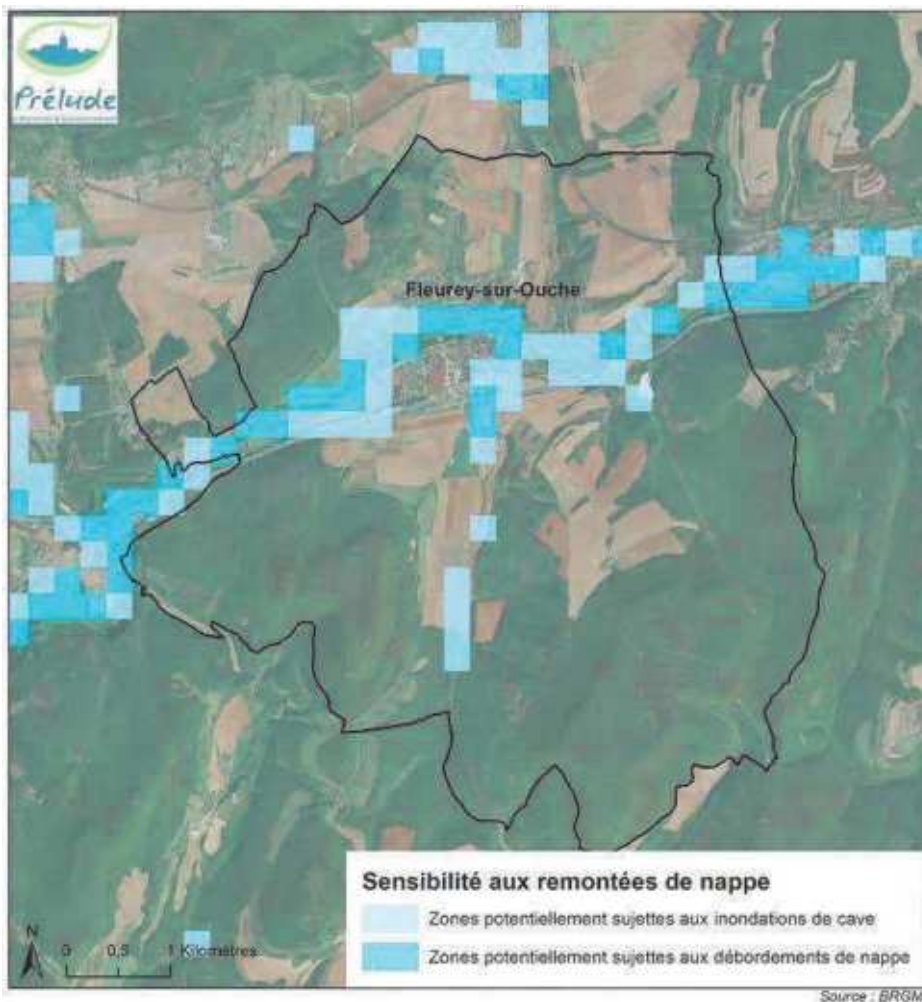 Prélude
Fleurey-sur-Ouche
Sensibilité aux remontées de nappe
Zones potentiellement sujettes aux inondations de cave
Zones potentiellement sujettes aux débordements de nappe
N
0 0,5 1 Kilomètres
Source : BRGM